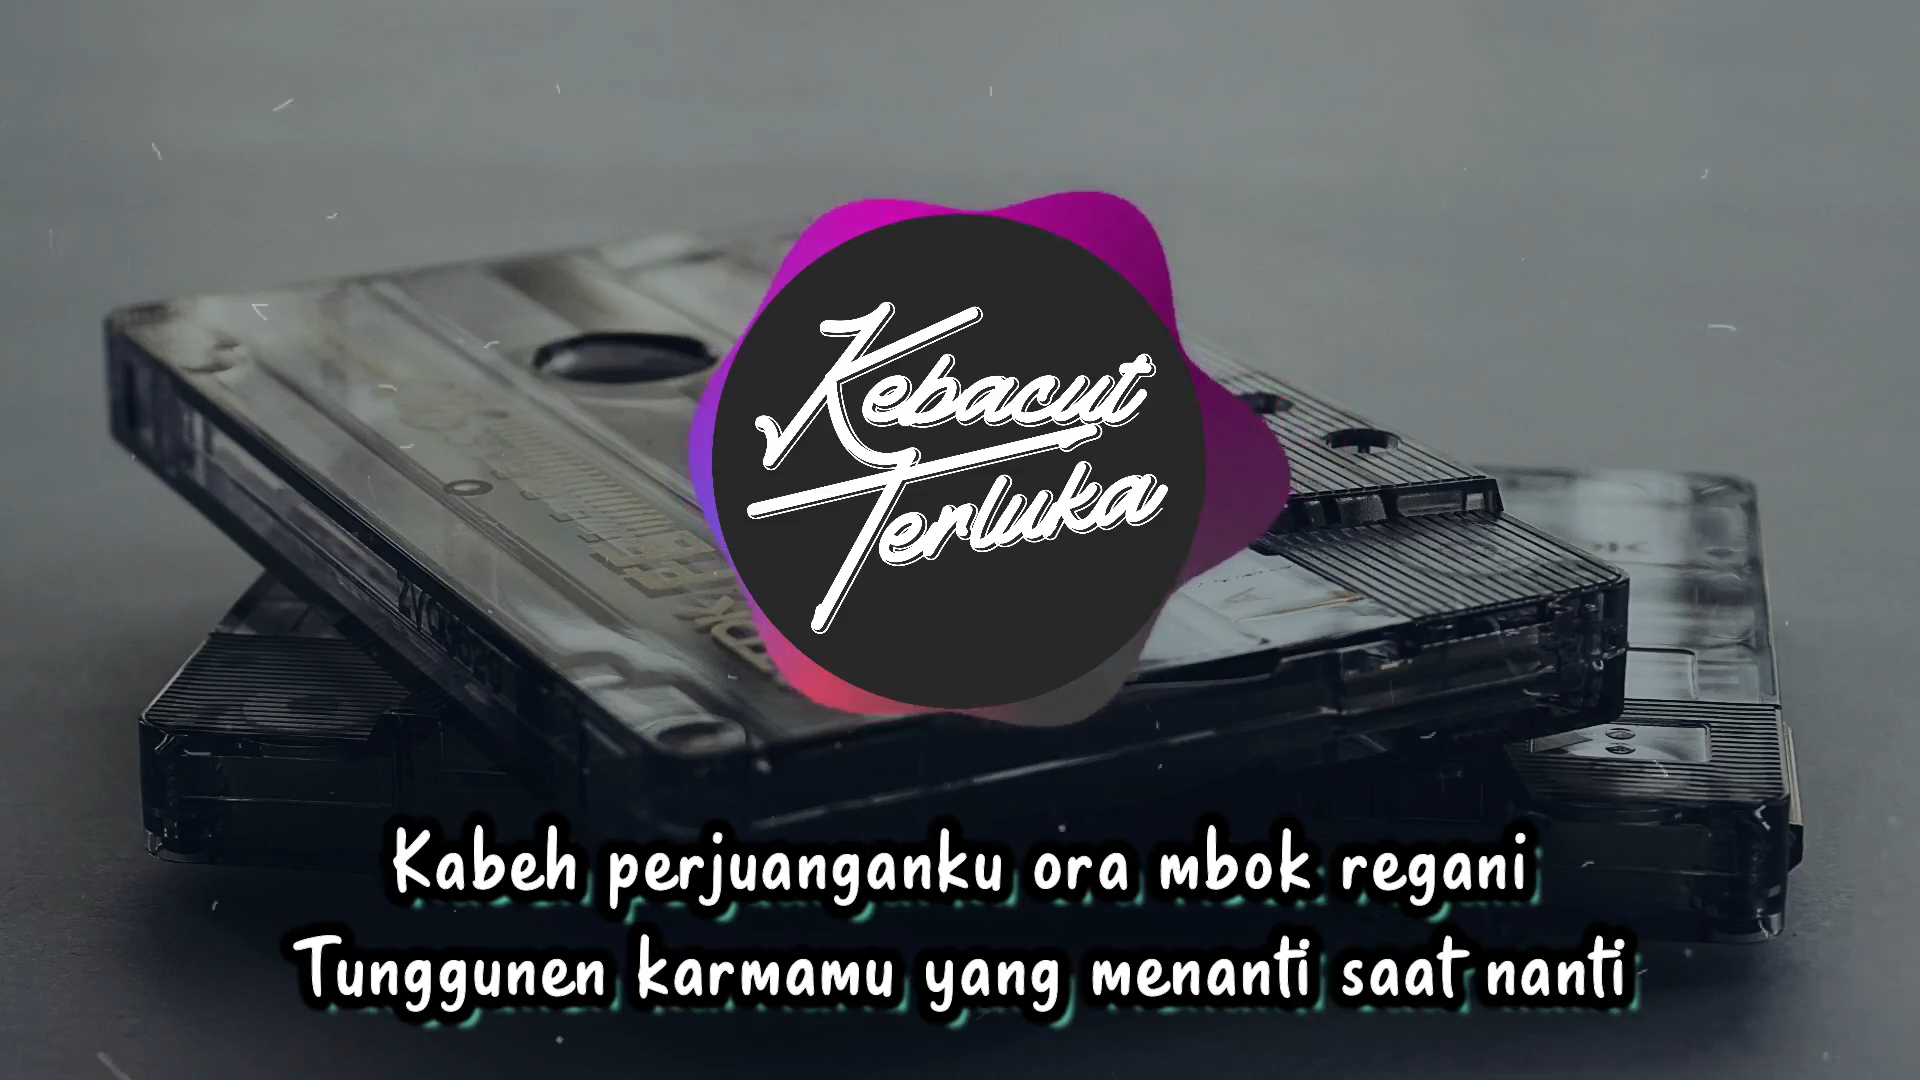 Kebacut
Terluka
Kabeh perjuanganku ora mbok regani
Tunggunen karmamu yang menanti saat nanti